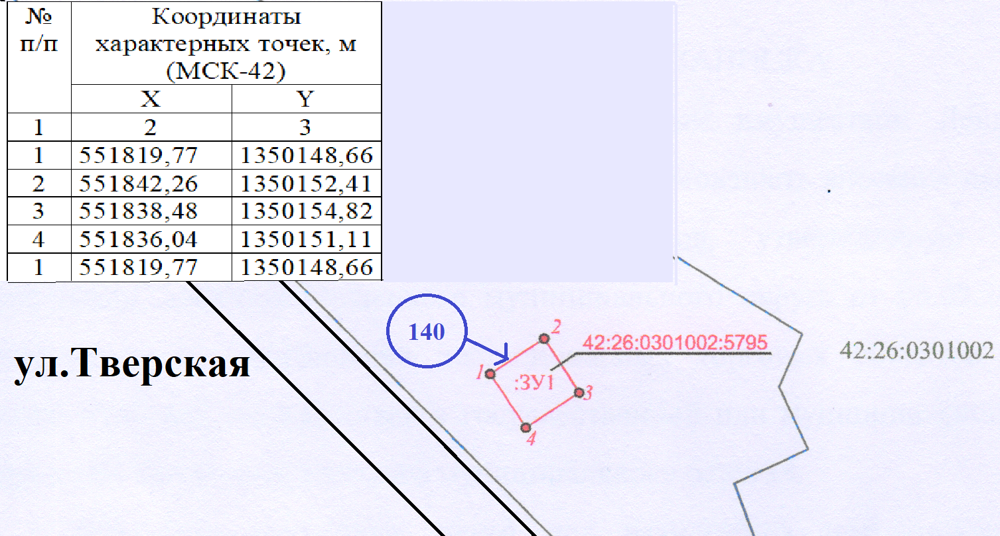 № п/п
Координаты
характерных точек, м
(МСК-42)
X Y
1 2 3
1 551819,77 1350148,66
2 551842,26 1350152,41
3 551838,48 1350154,82
4 551836,04 1350151,11
1 551819,77 1350148,66
140
2
42:26:0301002:5795
42:26:0301002
ул.Тверская
1
:ЗУ1
3
4